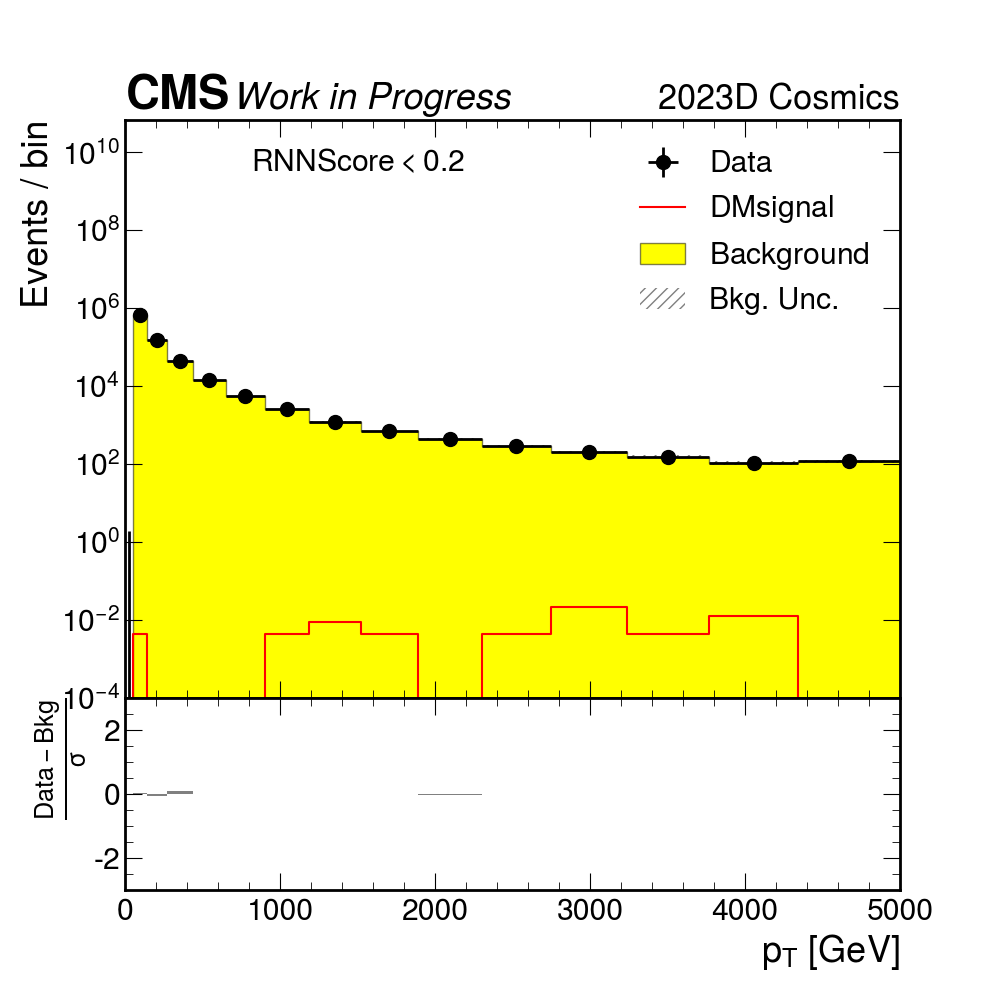 CMS Work in Progress 2023D Cosmics
Events / bin
RNNScore < 0.2
Data
DMsignal
Background
Bkg. Unc.
10^10
10^8
10^6
10^4
10^2
10^0
10^−2
10^−4
Data − Bkg
σ
2
0
-2
0 1000 2000 3000 4000 5000
p_T [GeV]